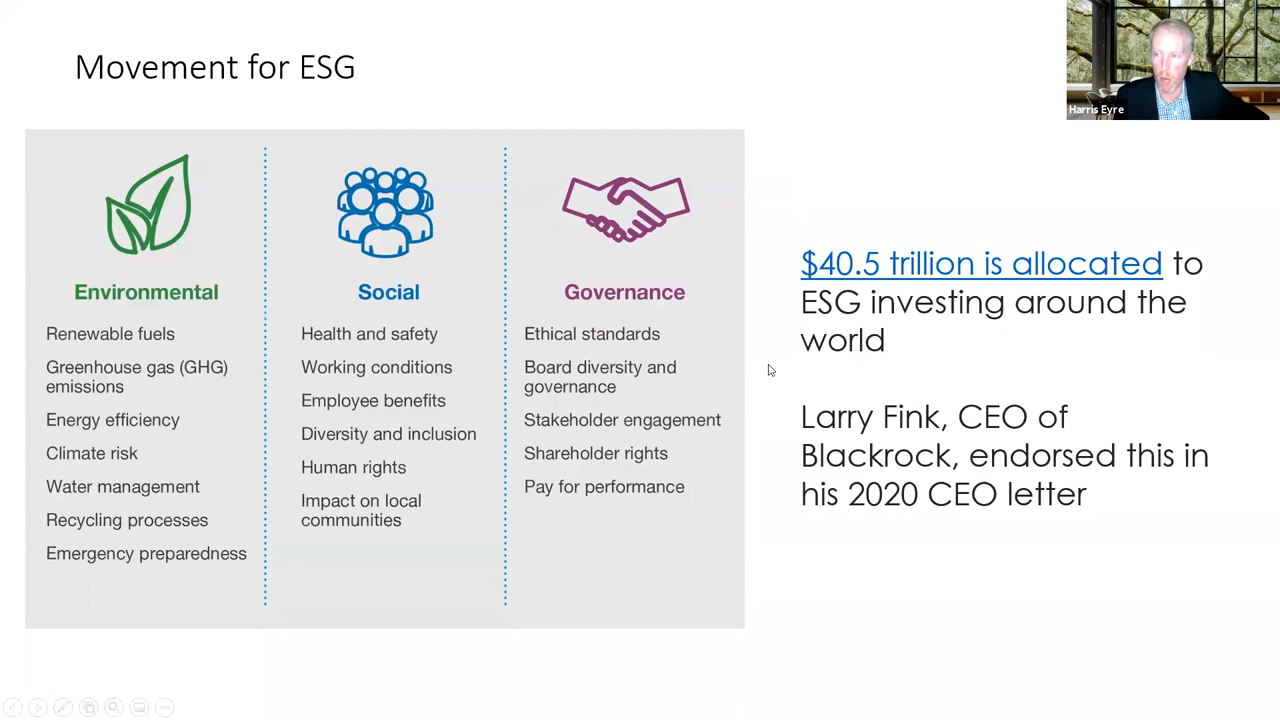 Movement for ESG
Harris Eyre
Environmental
Renewable fuels
Greenhouse gas (GHG)
emissions
Energy efficiency
Climate risk
Water management
Recycling processes
Emergency preparedness
Social
Health and safety
Working conditions
Employee benefits
Diversity and inclusion
Human rights
Impact on local
communities
Governance
Ethical standards
Board diversity and
governance
Stakeholder engagement
Shareholder rights
Pay for performance
$40.5 trillion is allocated to
ESG investing around the
world
Larry Fink, CEO of
Blackrock, endorsed this in
his 2020 CEO letter